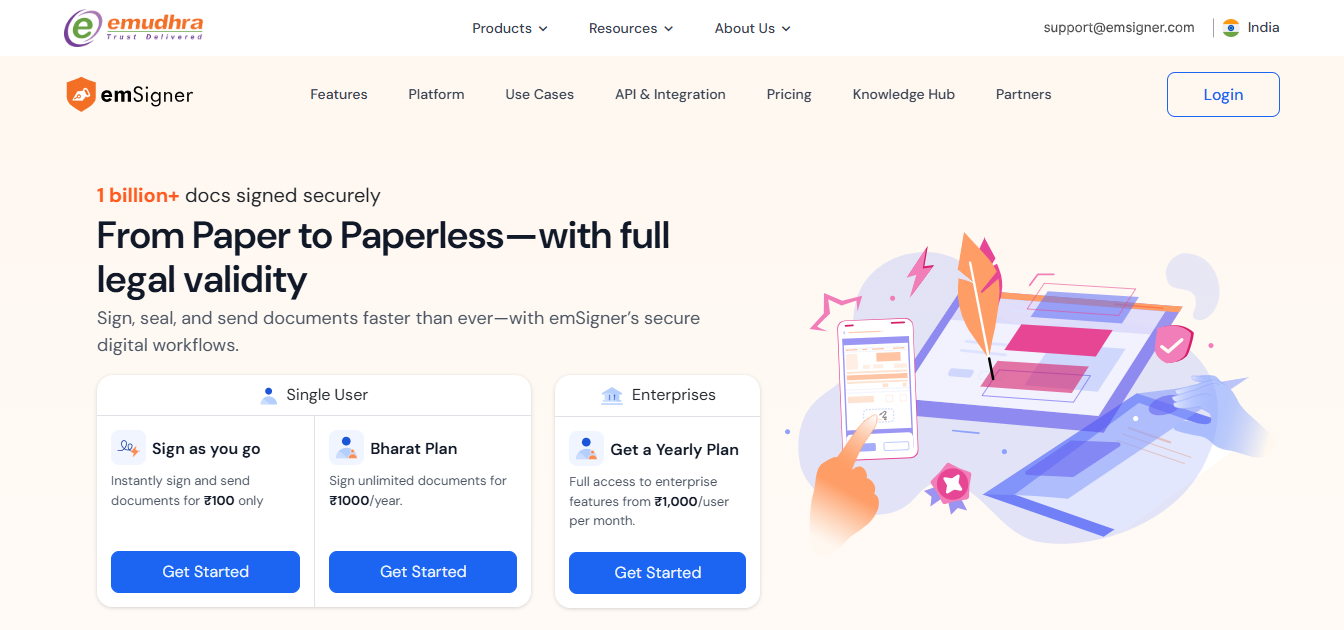 emudhra
Trust Delivered
Products
Resources
About Us
support@emsigner.com
India
emSigner
Features
Platform
Use Cases
API & Integration
Pricing
Knowledge Hub
Partners
Login
1 billion+ docs signed securely
From Paper to Paperless—with full
legal validity
Sign, seal, and send documents faster than ever—with emSigner’s secure
digital workflows.
Single User
Sign as you go
Instantly sign and send
documents for ₹100 only
Get Started
Bharat Plan
Sign unlimited documents for
₹1000/year.
Get Started
Enterprises
Get a Yearly Plan
Full access to enterprise
features from ₹1,000/user
per month.
Get Started